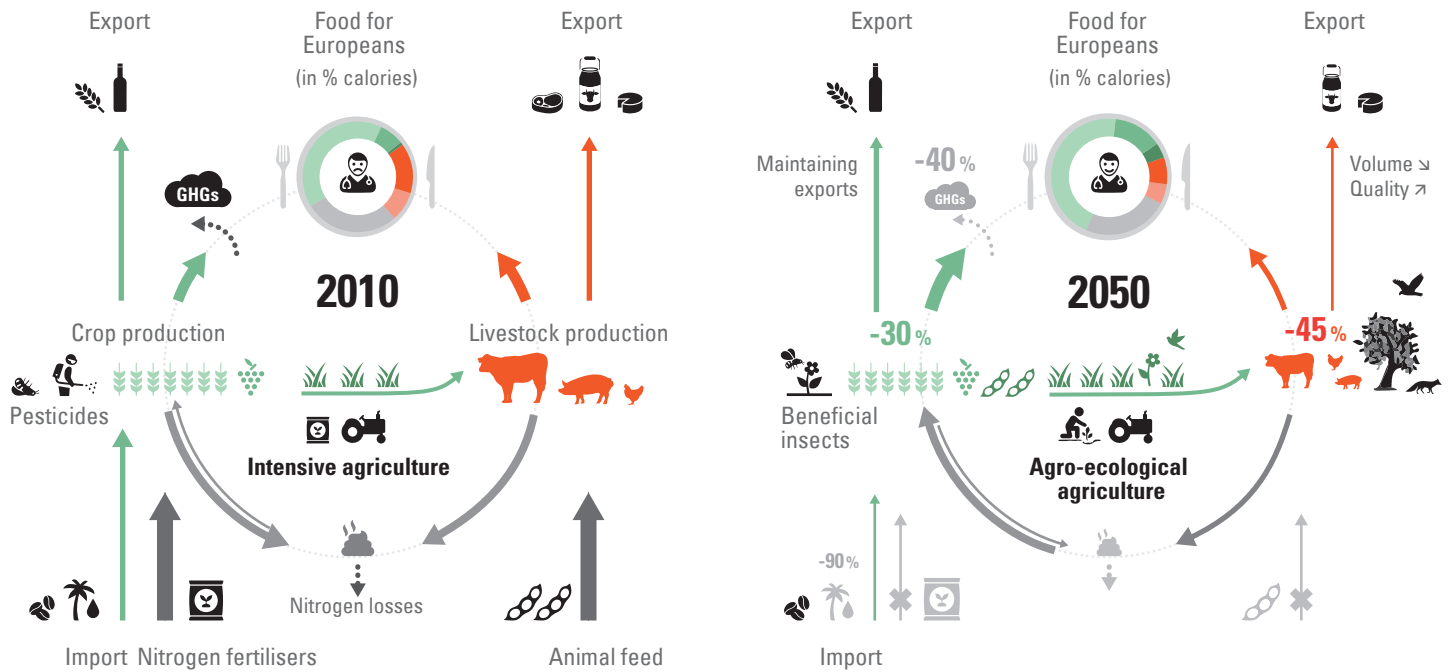 Export
Food for
Europeans
(in % calories)
Export
GHGs
2010
Crop production
Livestock production
Pesticides
Intensive agriculture
Nitrogen losses
Import
Nitrogen fertilisers
Animal feed
Export
Food for
Europeans
(in % calories)
Export
Maintaining
exports
-40 %
GHGs
Volume ↘
Quality ↗
2050
-30 %
-45 %
Beneficial
insects
Agro-ecological
agriculture
-90%
Import